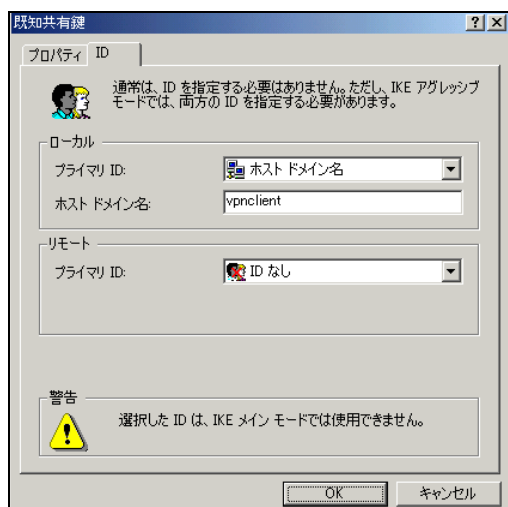 既知共有鍵
プロパティ ID
通常は、ID を指定する必要はありません。ただし、IKE アグレッシブ
モードでは、両方の ID を指定する必要があります。
ローカル
プライマリ ID: ホスト ドメイン名
ホスト ドメイン名: vpnclient
リモート
プライマリ ID: ID なし
警告
選択した ID は、IKE メイン モードでは使用できません。
OK キャンセル